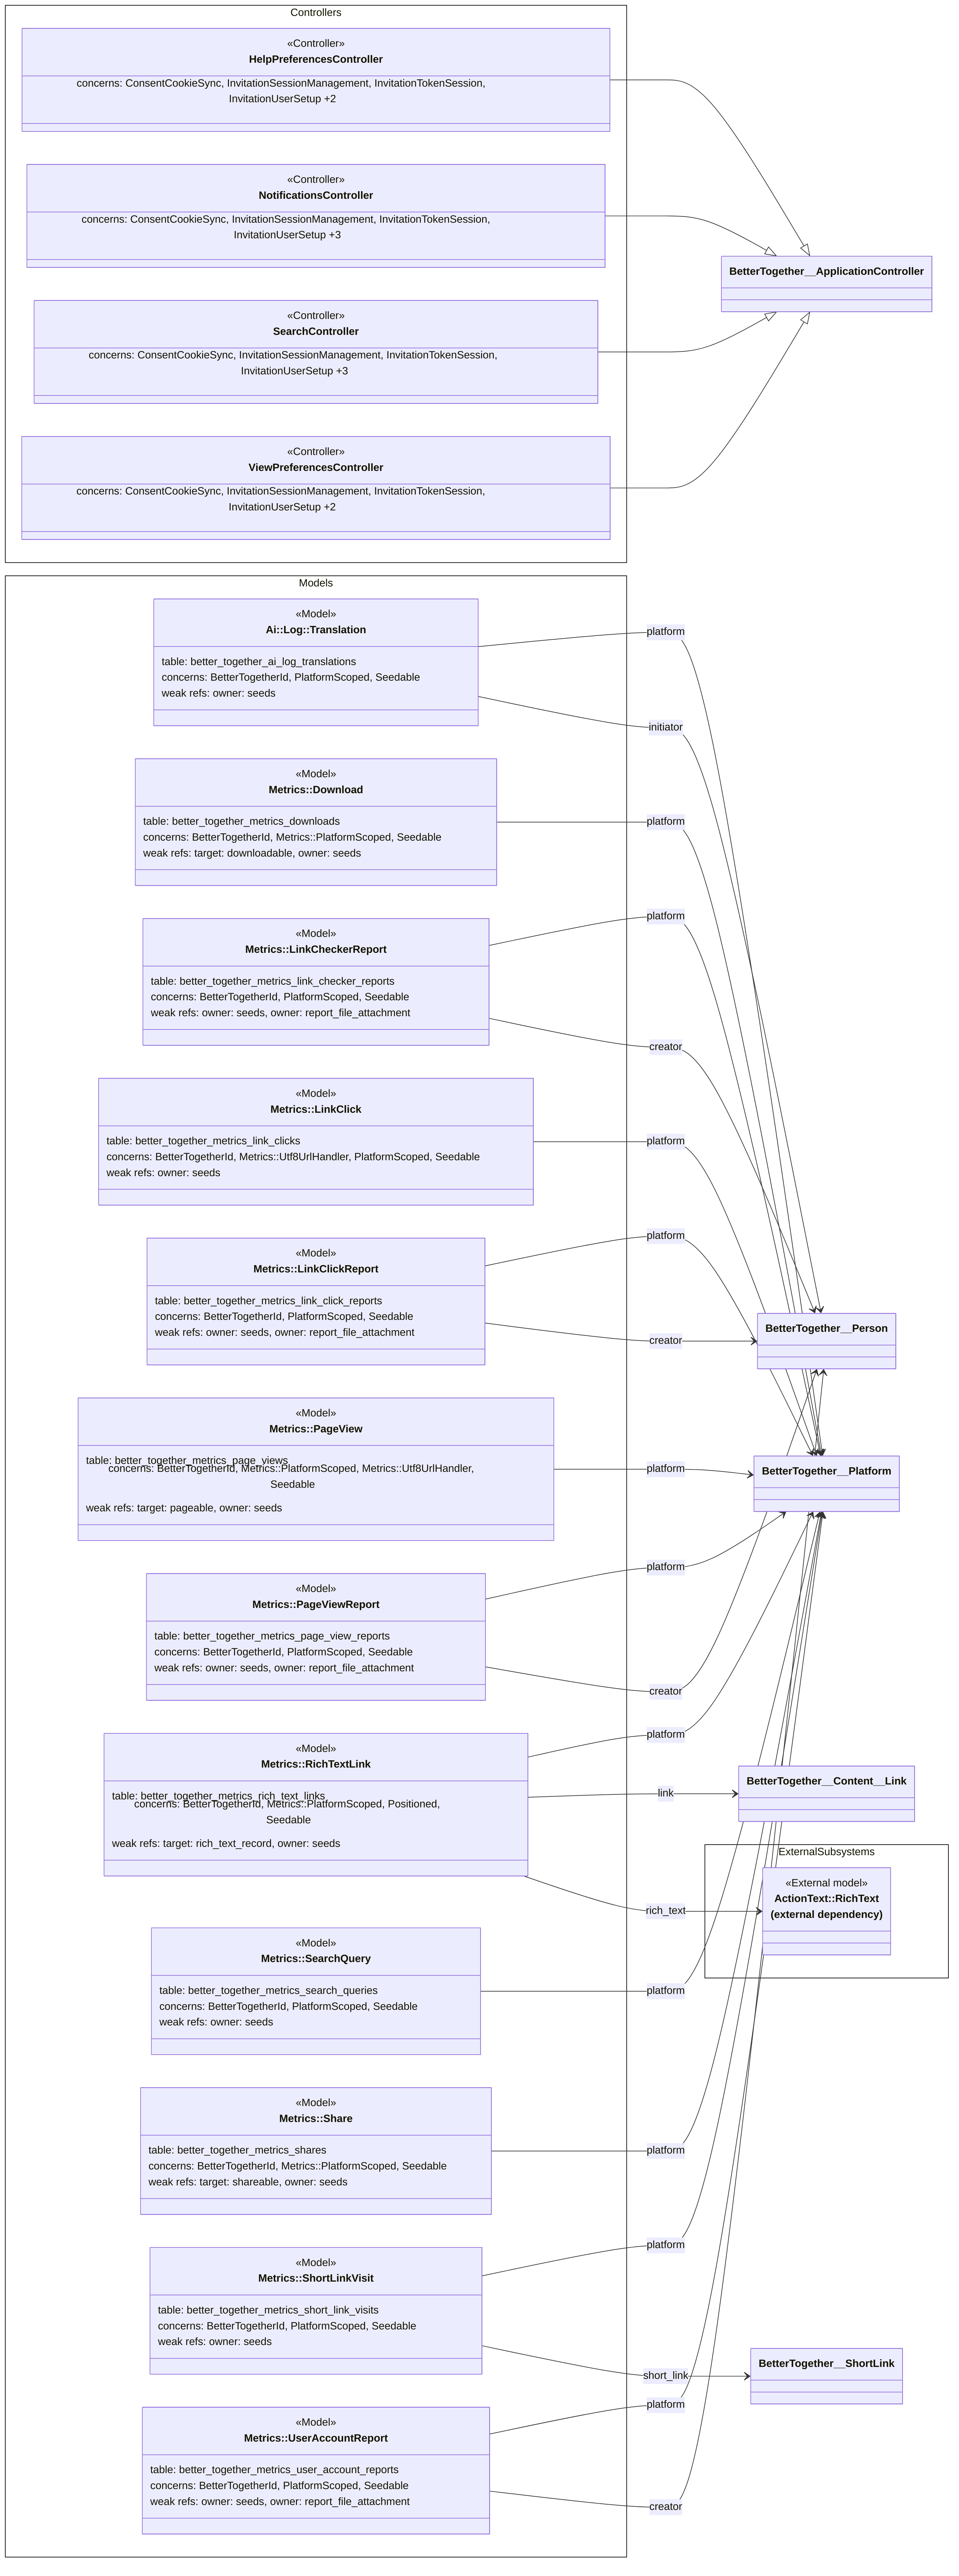 Controllers
«Controller»
HelpPreferencesController
concerns: ConsentCookieSync, InvitationSessionManagement, InvitationTokenSession,
InvitationUserSetup +2
«Controller»
NotificationsController
concerns: ConsentCookieSync, InvitationSessionManagement, InvitationTokenSession,
InvitationUserSetup +3
BetterTogether__ApplicationController
«Controller»
SearchController
concerns: ConsentCookieSync, InvitationSessionManagement, InvitationTokenSession,
InvitationUserSetup +3
«Controller»
ViewPreferencesController
concerns: ConsentCookieSync, InvitationSessionManagement, InvitationTokenSession,
InvitationUserSetup +2
Models
«Model»
Ai::Log::Translation
table: better_together_ai_log_translations
concerns: BetterTogetherId, PlatformScoped, Seedable
weak refs: owner: seeds
platform
initiator
«Model»
Metrics::Download
table: better_together_metrics_downloads
concerns: BetterTogetherId, Metrics::PlatformScoped, Seedable
weak refs: target: downloadable, owner: seeds
platform
«Model»
Metrics::LinkCheckerReport
table: better_together_metrics_link_checker_reports
concerns: BetterTogetherId, PlatformScoped, Seedable
weak refs: owner: seeds, owner: report_file_attachment
platform
creator
«Model»
Metrics::LinkClick
table: better_together_metrics_link_clicks
concerns: BetterTogetherId, Metrics::Utf8UrlHandler, PlatformScoped, Seedable
weak refs: owner: seeds
platform
«Model»
Metrics::LinkClickReport
table: better_together_metrics_link_click_reports
concerns: BetterTogetherId, PlatformScoped, Seedable
weak refs: owner: seeds, owner: report_file_attachment
platform
creator
BetterTogether__Person
«Model»
Metrics::PageView
table: better_together_metrics_page_views
concerns: BetterTogetherId, Metrics::PlatformScoped, Metrics::Utf8UrlHandler,
Seedable
weak refs: target: pageable, owner: seeds
platform
BetterTogether__Platform
«Model»
Metrics::PageViewReport
table: better_together_metrics_page_view_reports
concerns: BetterTogetherId, PlatformScoped, Seedable
weak refs: owner: seeds, owner: report_file_attachment
platform
creator
«Model»
Metrics::RichTextLink
table: better_together_metrics_rich_text_links
concerns: BetterTogetherId, Metrics::PlatformScoped, Positioned,
Seedable
weak refs: target: rich_text_record, owner: seeds
platform
link
rich_text
BetterTogether__Content__Link
ExternalSubsystems
«External model»
ActionText::RichText
(external dependency)
«Model»
Metrics::SearchQuery
table: better_together_metrics_search_queries
concerns: BetterTogetherId, PlatformScoped, Seedable
weak refs: owner: seeds
platform
«Model»
Metrics::Share
table: better_together_metrics_shares
concerns: BetterTogetherId, Metrics::PlatformScoped, Seedable
weak refs: target: shareable, owner: seeds
platform
«Model»
Metrics::ShortLinkVisit
table: better_together_metrics_short_link_visits
concerns: BetterTogetherId, PlatformScoped, Seedable
weak refs: owner: seeds
platform
short_link
BetterTogether__ShortLink
«Model»
Metrics::UserAccountReport
table: better_together_metrics_user_account_reports
concerns: BetterTogetherId, PlatformScoped, Seedable
weak refs: owner: seeds, owner: report_file_attachment
platform
creator